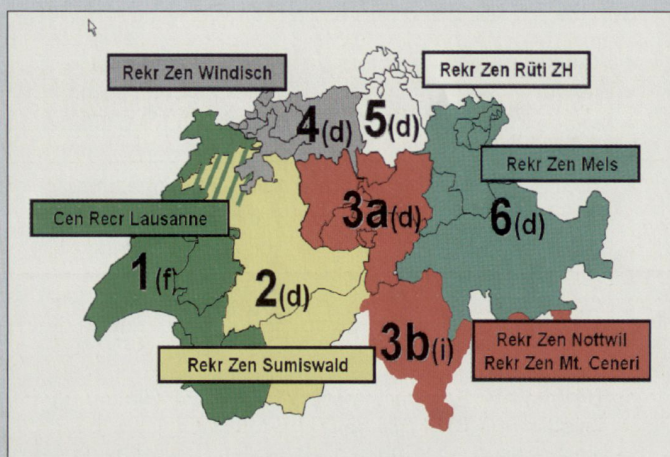 Rekr Zen Windisch
Rekr Zen Rüti ZH
4(d)
5(d)
Rekr Zen Mels
3a(d)
Cen Recr Lausanne
6(d)
1(f)
2(d)
3b(i)
Rekr Zen Nottwil
Rekr Zen Mt. Ceneri
Rekr Zen Sumiswald